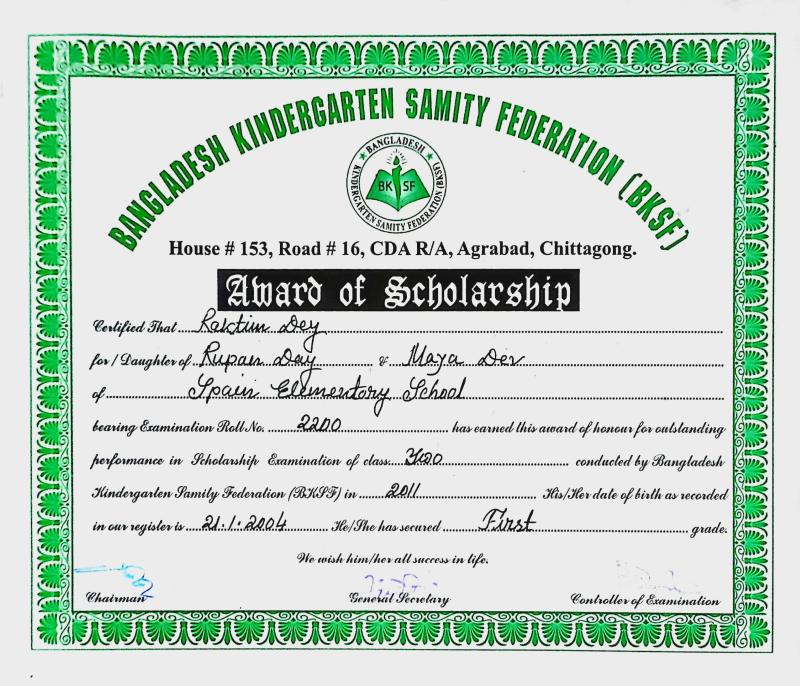 BANGLADESH KINDERGARTEN SAMITY FEDERATION (BKSF)
BANGLADESH
BK SF
KINDERGARTEN SAMITY FEDERATION (BKSF)
House # 153, Road # 16, CDA R/A, Agrabad, Chittagong.
Award of Scholarship
Certified That Raktim Dey
for / Daughter of Rupan Day & Maya Dev
of Spain Elementory School
bearing Examination Roll No. 2200 has earned this award of honour for outstanding
performance in Scholarship Examination of class Two conducted by Bangladesh
Kindergarten Samity Federation (BKSF) in 2011 His/Her date of birth as recorded
in our register is 21.1.2004 He/She has secured First grade.
We wish him/her all success in life.
Chairman General Secretary Controller of Examination